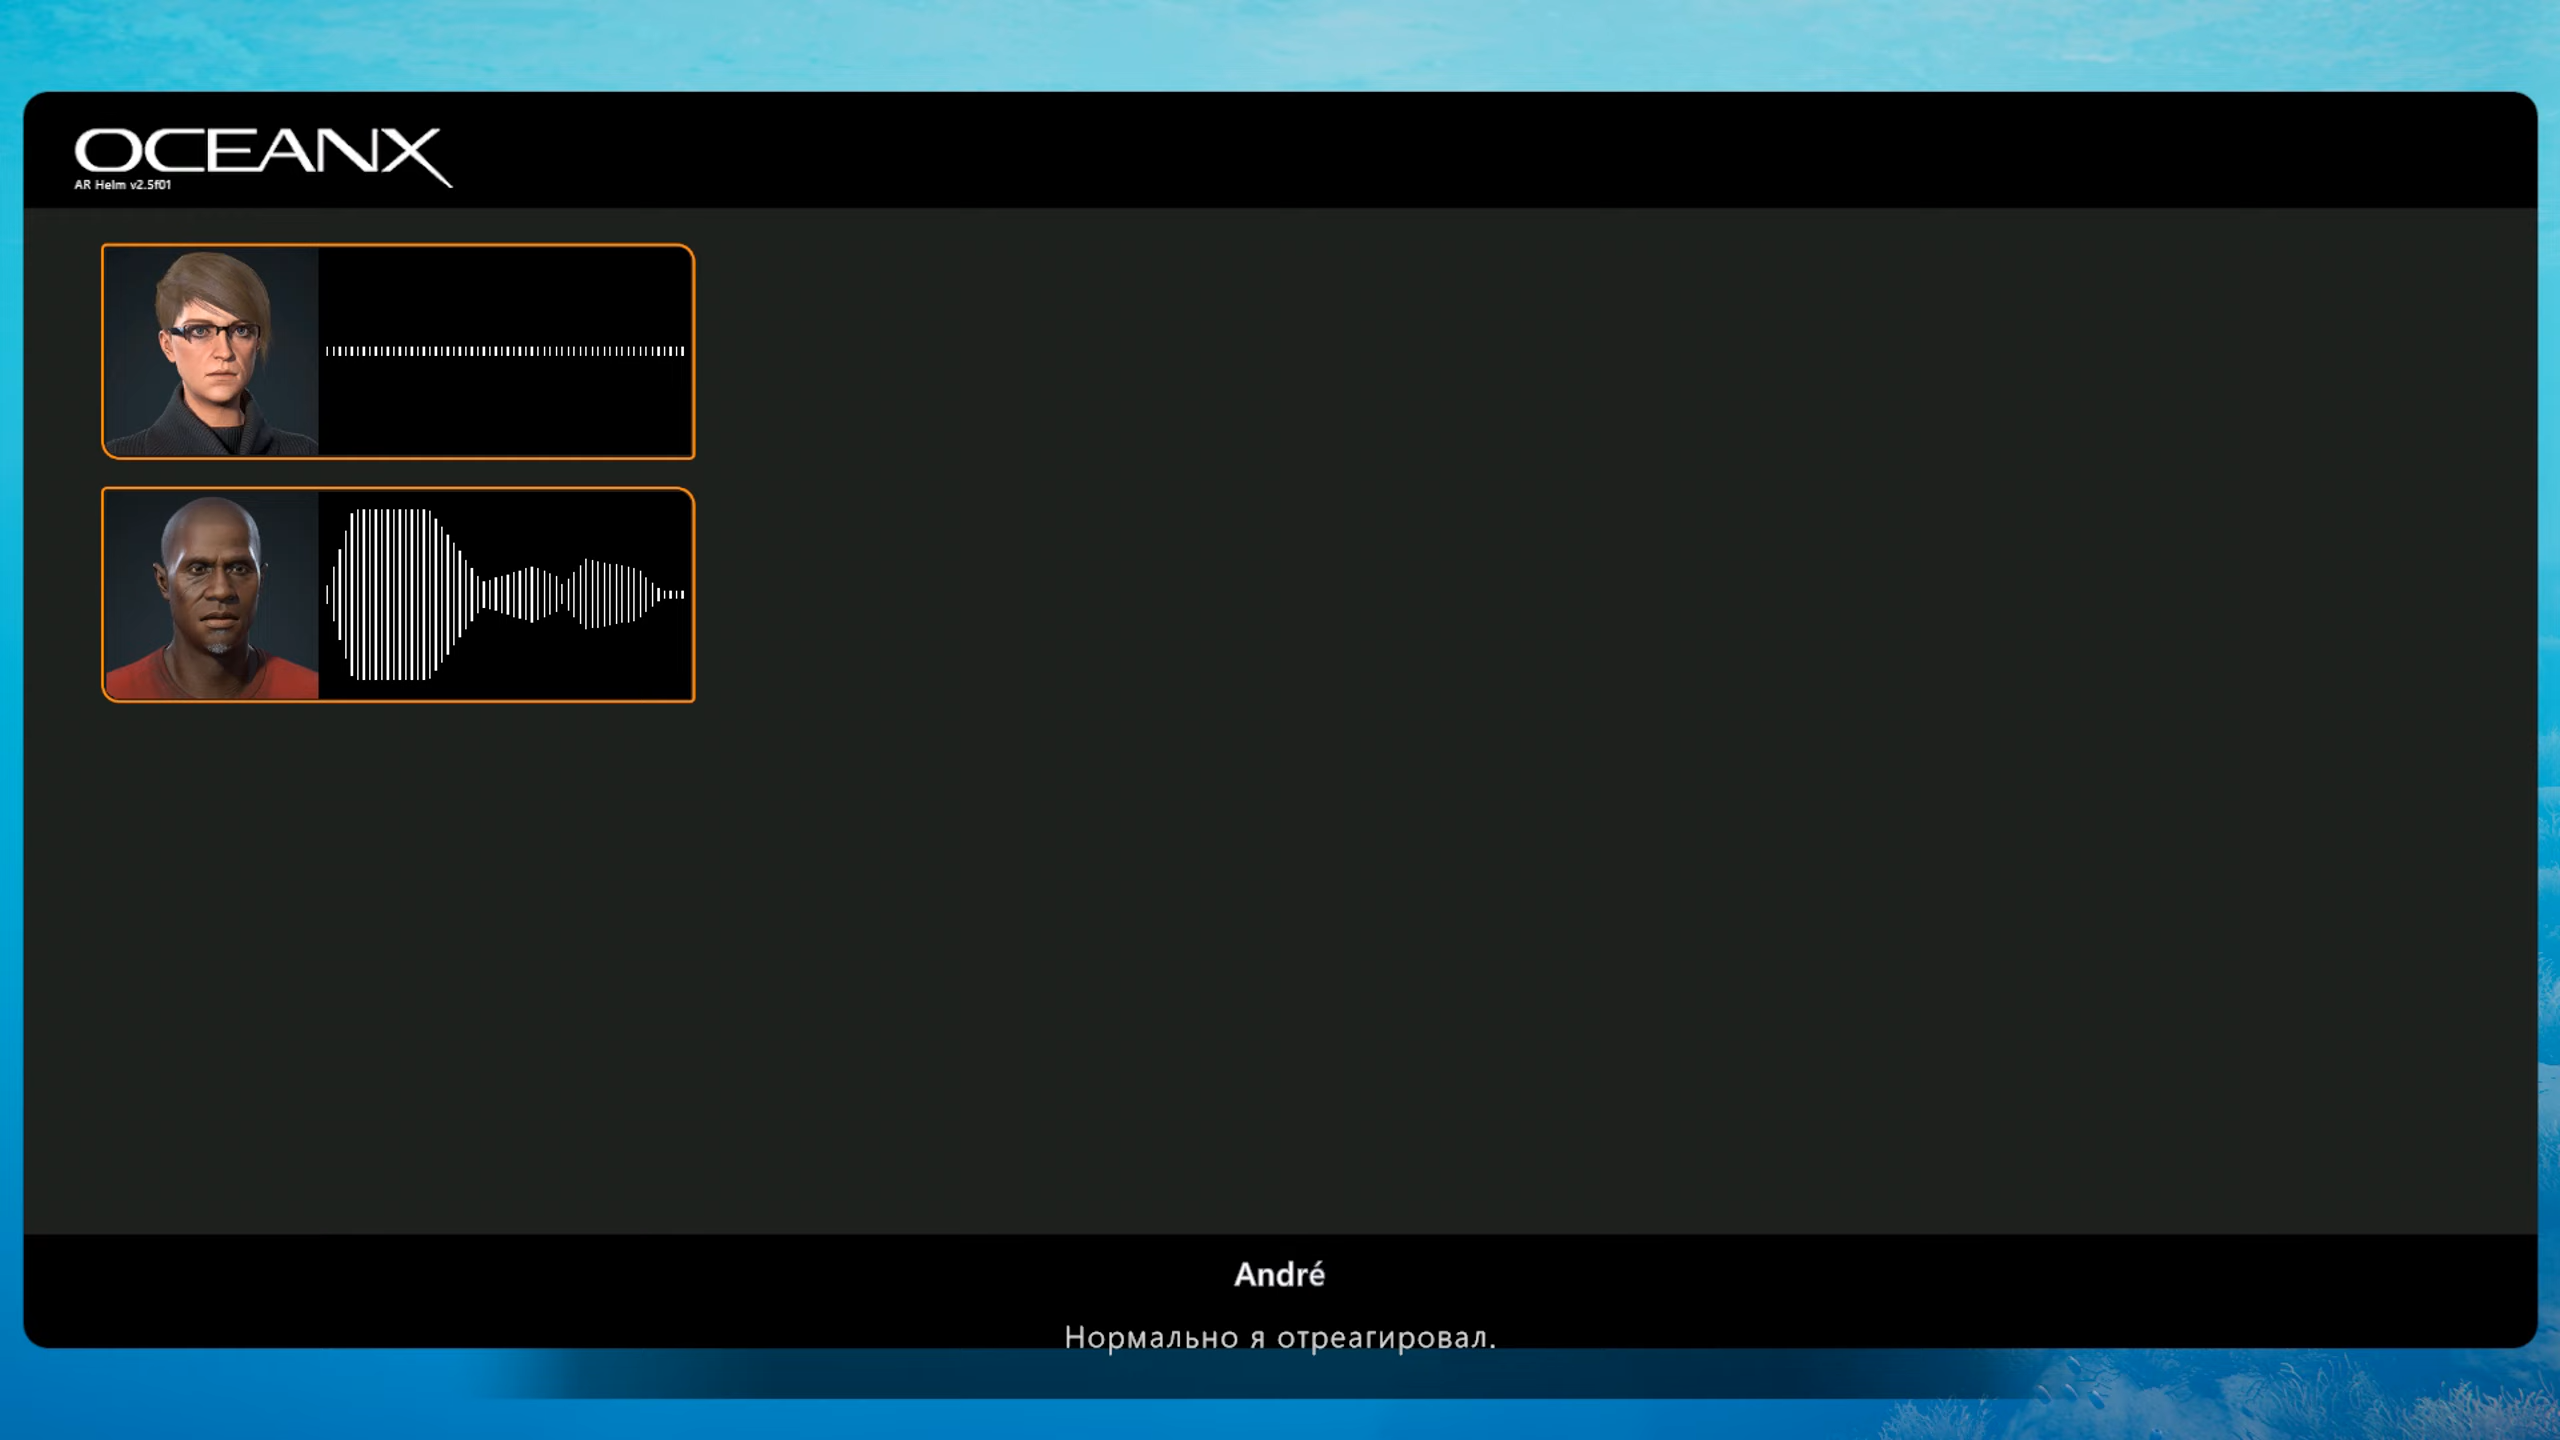 OCEANX
AR Helm v2.5f01
André
Нормально я отреагировал.